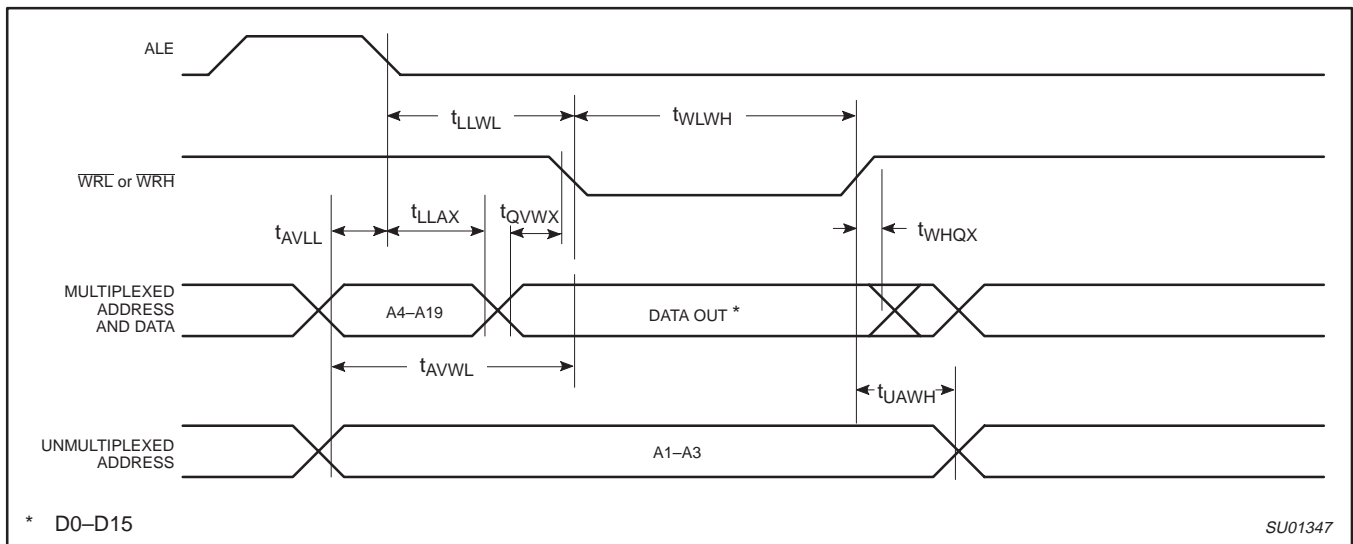 ALE
tLLWL
tWLWH
WRL or WRH
tAVLL
tLLAX
tQVWX
tWHQX
MULTIPLEXED
ADDRESS
AND DATA
A4–A19
DATA OUT *
tAVWL
tUAWH
UNMULTIPLEXED
ADDRESS
A1–A3
* D0–D15
SU01347